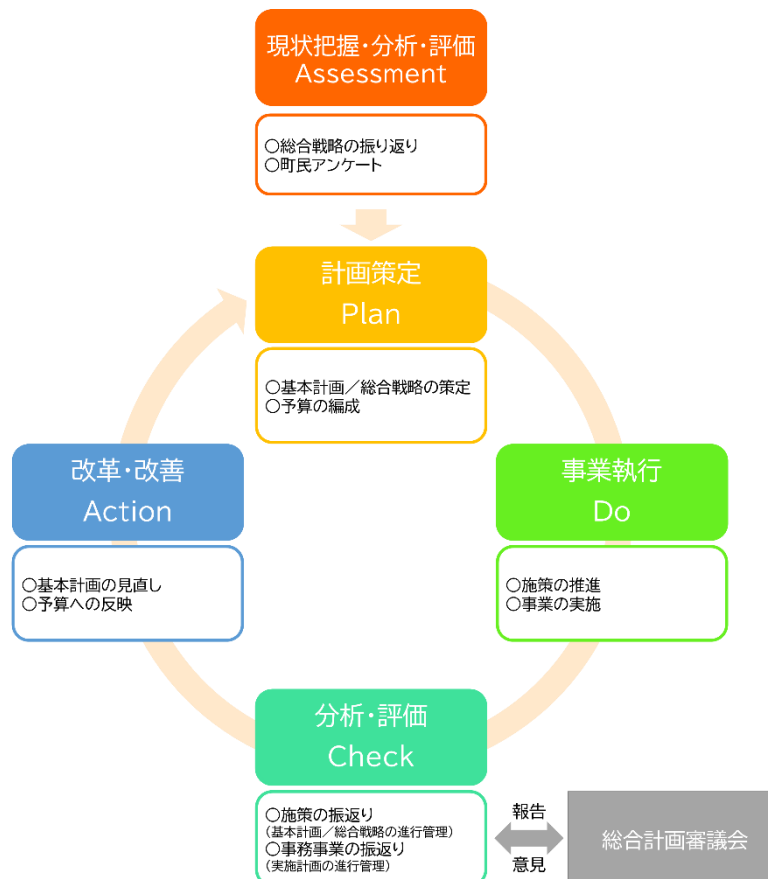 現状把握・分析・評価
Assessment
○総合戦略の振り返り
○町民アンケート
計画策定
Plan
○基本計画／総合戦略の策定
○予算の編成
改革・改善
Action
○基本計画の見直し
○予算への反映
事業執行
Do
○施策の推進
○事業の実施
分析・評価
Check
○施策の振返り
(基本計画／総合戦略の進行管理)
○事務事業の振返り
(実施計画の進行管理)
報告
意見
総合計画審議会